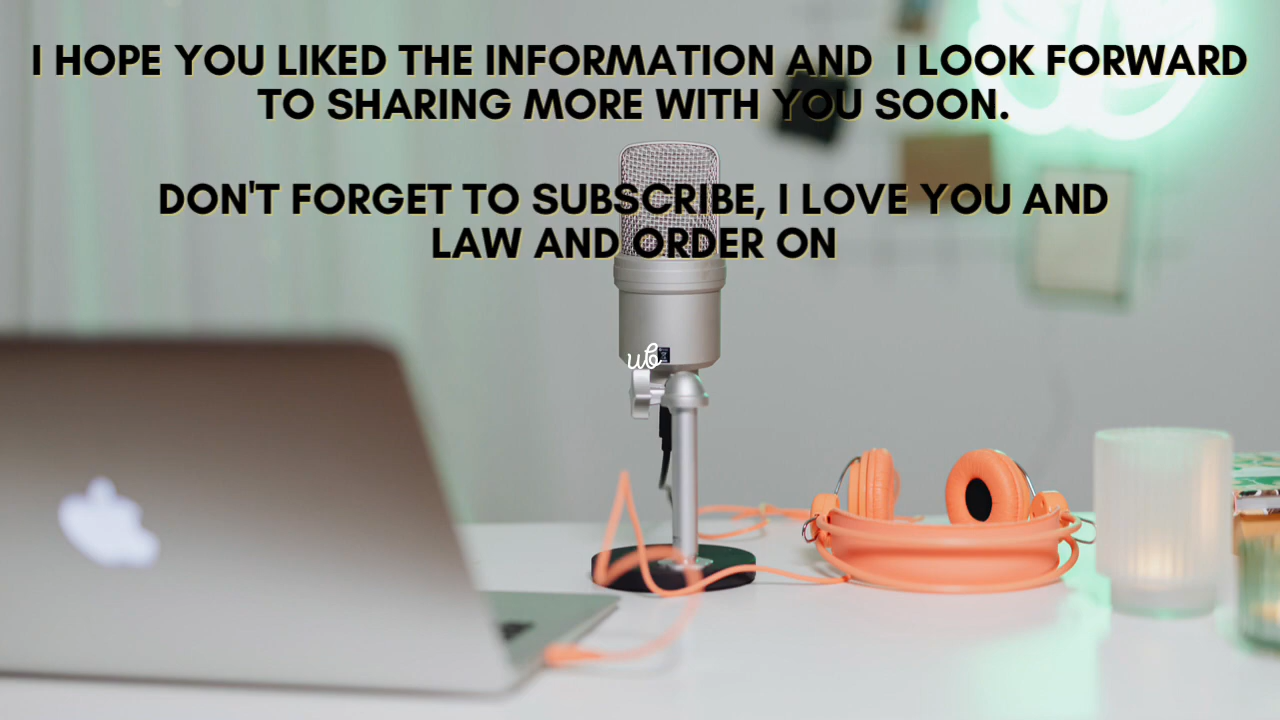 I HOPE YOU LIKED THE INFORMATION AND I LOOK FORWARD
TO SHARING MORE WITH YOU SOON.
DON'T FORGET TO SUBSCRIBE, I LOVE YOU AND
LAW AND ORDER ON
wb